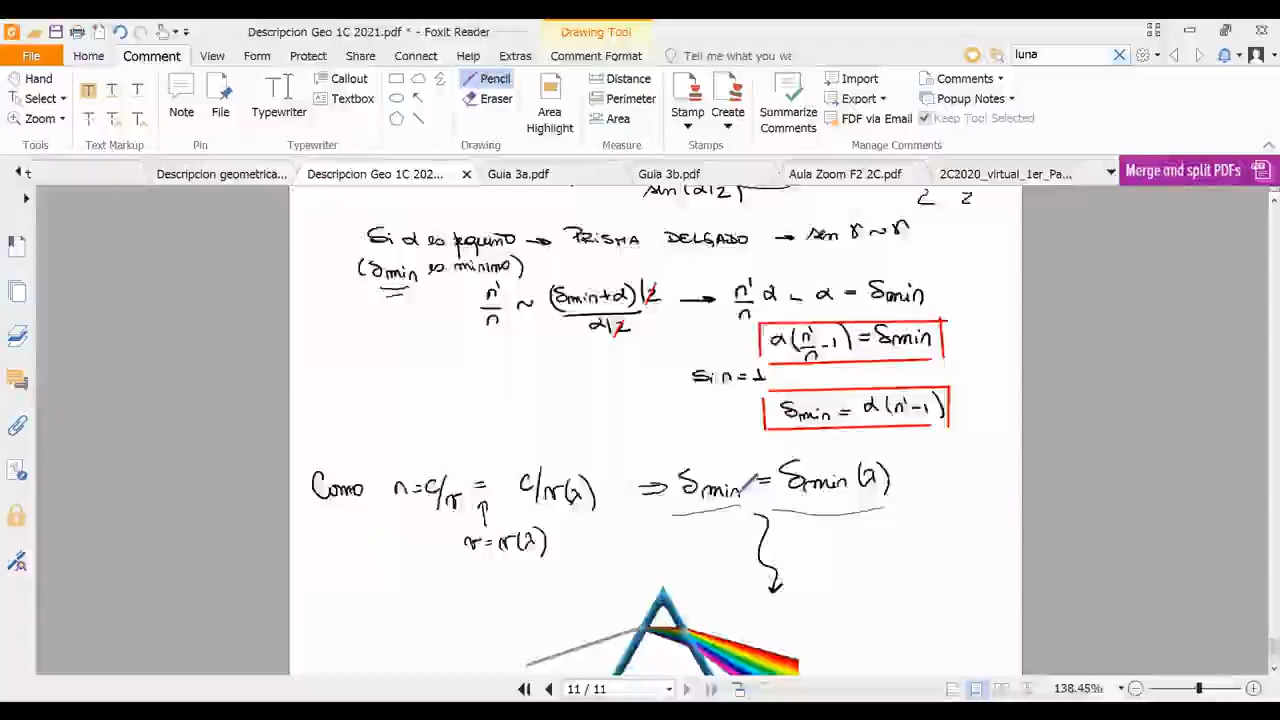 Descripcion Geo 1C 2021.pdf * - Foxit Reader
Drawing Tool
File Home Comment View Form Protect Share Connect Help Extras Comment Format Tell me what you wa luna
Hand
Select
Zoom
Tools
T T T
T T T
Text Markup
Note File
Pin
Typewriter
Callout
Textbox
Typewriter
Pencil
Eraser
Drawing
Area Highlight
Distance
Perimeter
Area
Measure
Stamp Create
Stamps
Summarize Comments
Import
Export
FDF via Email
Comments
Popup Notes
Keep Tool Selected
Manage Comments
t Descripcion geometrica... Descripcion Geo 1C 202... Guia 3a.pdf Guia 3b.pdf Aula Zoom F2 2C.pdf 2C2020_virtual_1er_Pa... Merge and split PDFs
sin(α/2) 2 2
Si α es pequeño → PRISMA DELGADO → sen r ~ r
(δmin es mínimo)
n'/n ~ (δmin+α)/2 / α/2 → n'/n α - α = δmin
α(n'/n - 1) = δmin
Si n = 1
δmin = α(n'-1)
Como n = c/v = c/v(λ) ⇒ δmin = δmin(λ)
↑
v = v(λ)
11 / 11
138.45%